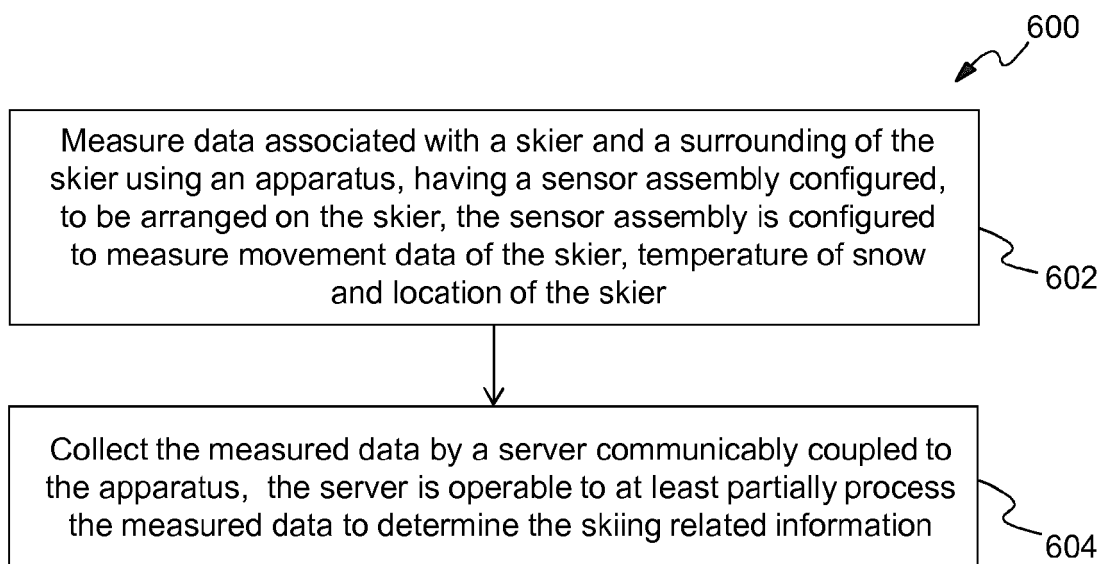 600
Measure data associated with a skier and a surrounding of the
skier using an apparatus, having a sensor assembly configured,
to be arranged on the skier, the sensor assembly is configured
to measure movement data of the skier, temperature of snow
and location of the skier
602
Collect the measured data by a server communicably coupled to
the apparatus, the server is operable to at least partially process
the measured data to determine the skiing related information
604